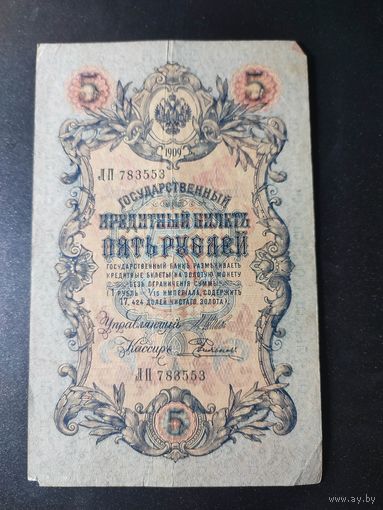 5 5
1909
ЛП 783553
ГОСУДАРСТВЕННЫЙ
КРЕДИТНЫЙ БИЛЕТЪ
ПЯТЬ РУБЛЕЙ
ГОСУДАРСТВЕННЫЙ БАНКЪ РАЗМѢНИВАЕТЪ
КРЕДИТНЫЕ БИЛЕТЫ НА ЗОЛОТУЮ МОНЕТУ
БЕЗЪ ОГРАНИЧЕНІЯ СУММЫ
(1 РУБЛЬ = 1/15 ИМПЕРІАЛА, СОДЕРЖИТЪ
17,424 ДОЛЕЙ ЧИСТАГО ЗОЛОТА).
Управляющій
Кассиръ
ЛП 783553
5
www.ay.by